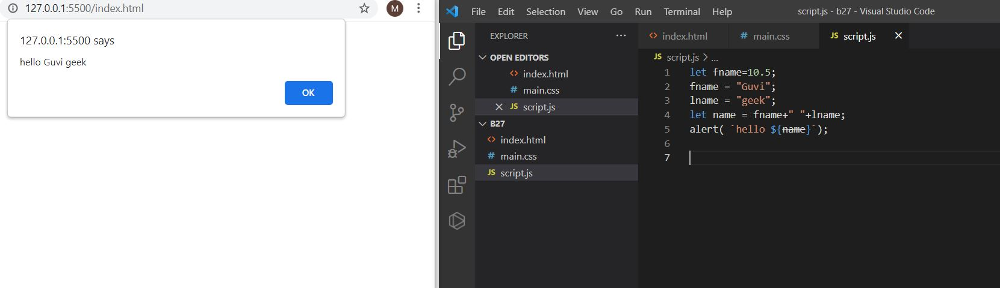 127.0.0.1:5500/index.html
M
127.0.0.1:5500 says
hello Guvi geek
OK
File Edit Selection View Go Run Terminal Help
script.js - b27 - Visual Studio Code
EXPLORER
...
OPEN EDITORS
<> index.html
# main.css
JS script.js
B27
<> index.html
# main.css
JS script.js
<> index.html
# main.css
JS script.js
JS script.js > ...
1 let fname=10.5;
2 fname = "Guvi";
3 lname = "geek";
4 let name = fname+" "+lname;
5 alert( `hello ${name}`);
6
7